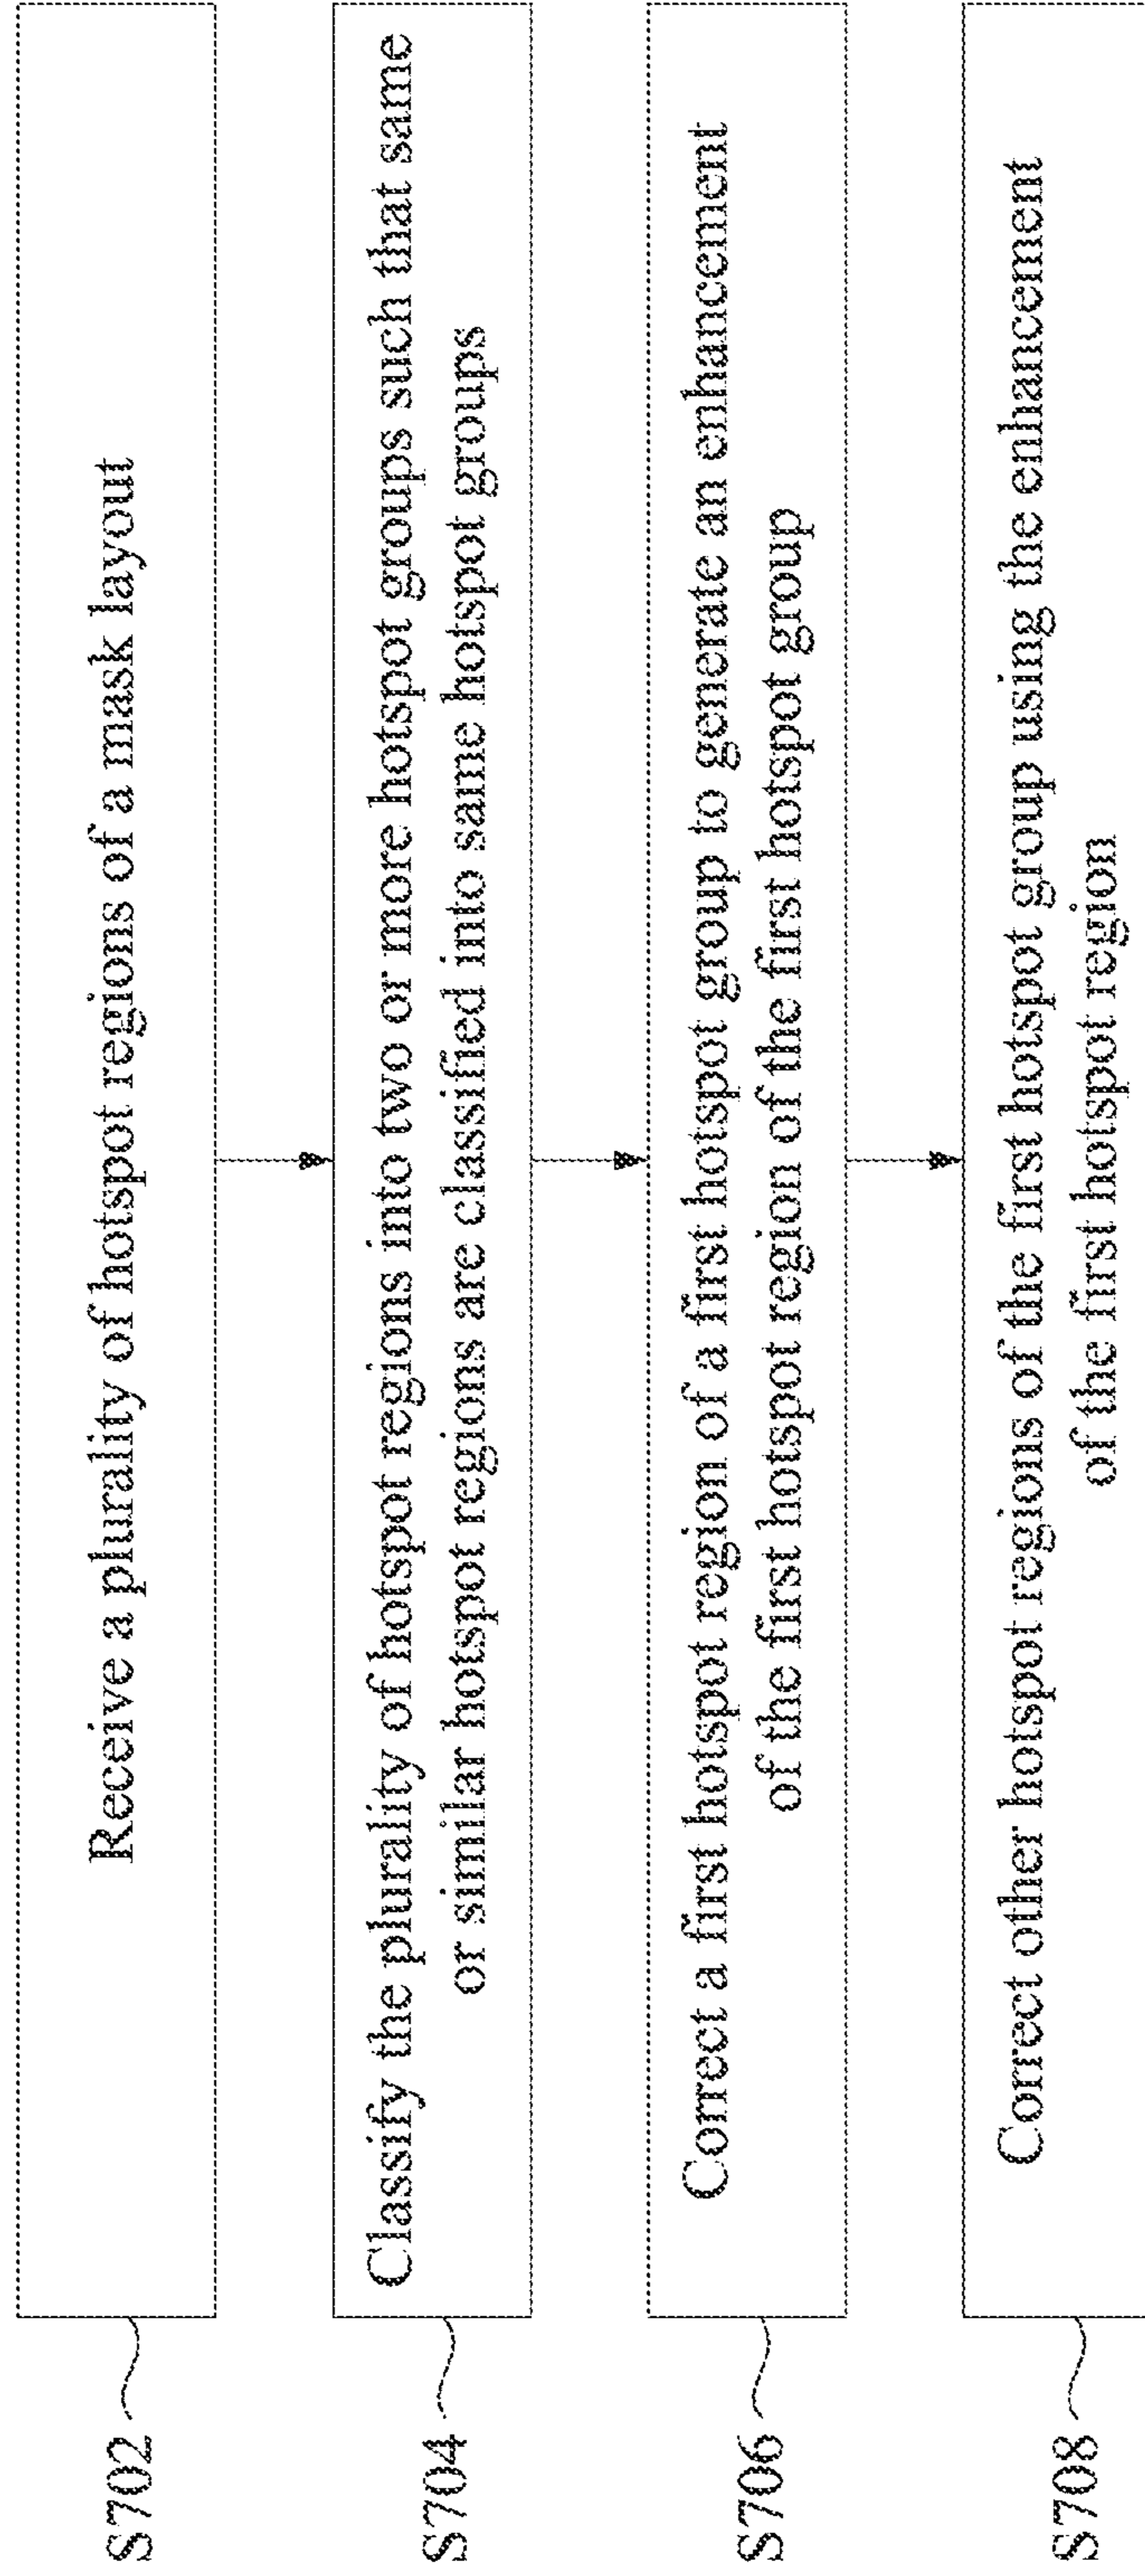 S702
Receive a plurality of hotspot regions of a mask layout
S704
Classify the plurality of hotspot regions into two or more hotspot groups such that same
or similar hotspot regions are classified into same hotspot groups
S706
Correct a first hotspot region of a first hotspot group to generate an enhancement
of the first hotspot region of the first hotspot group
S708
Correct other hotspot regions of the first hotspot group using the enhancement
of the first hotspot region